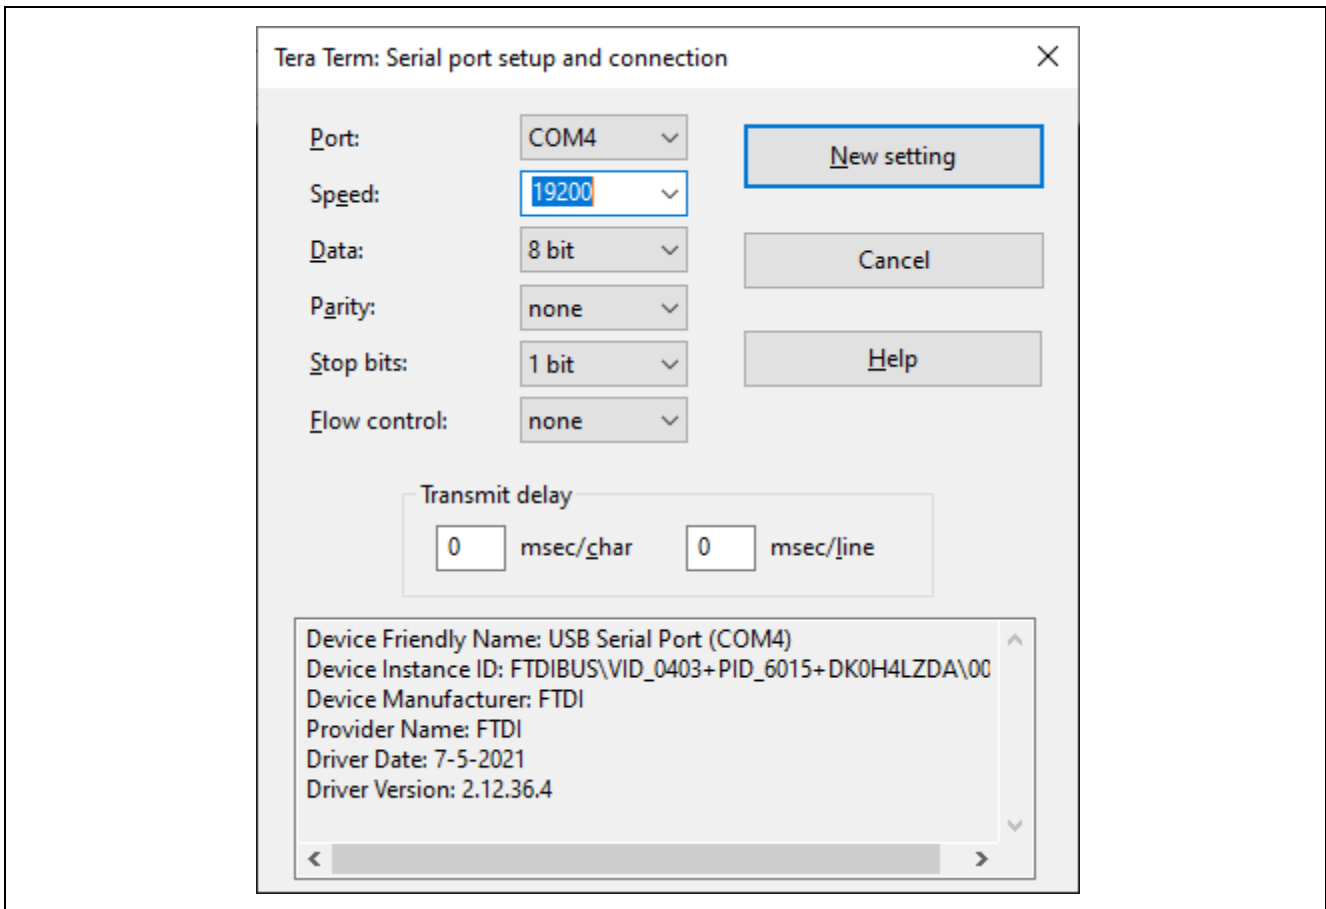 Tera Term: Serial port setup and connection
Port: COM4
New setting
Speed: 19200
Data: 8 bit
Cancel
Parity: none
Stop bits: 1 bit
Help
Flow control: none
Transmit delay
0 msec/char 0 msec/line
Device Friendly Name: USB Serial Port (COM4)
Device Instance ID: FTDIBUS\VID_0403+PID_6015+DK0H4LZDA\00
Device Manufacturer: FTDI
Provider Name: FTDI
Driver Date: 7-5-2021
Driver Version: 2.12.36.4